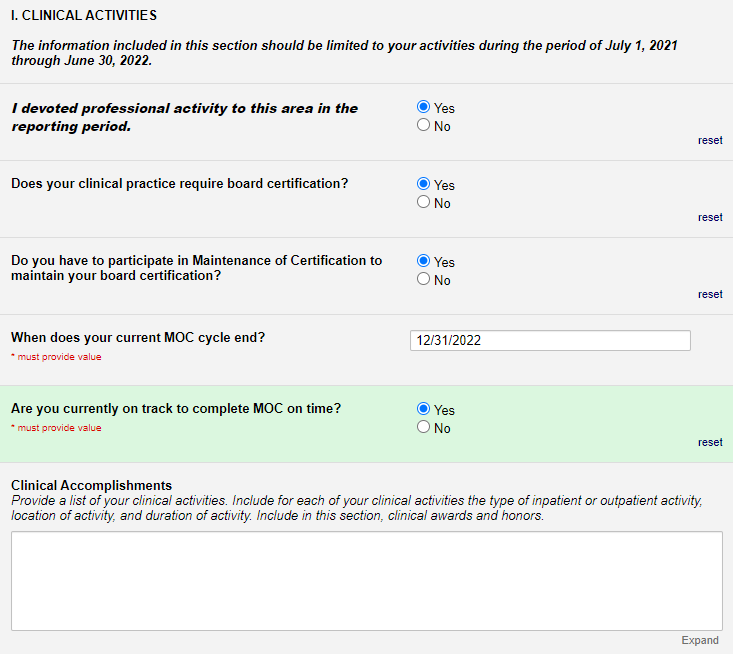 I. CLINICAL ACTIVITIES
The information included in this section should be limited to your activities during the period of July 1, 2021
through June 30, 2022.
I devoted professional activity to this area in the
reporting period.
Yes
No
reset
Does your clinical practice require board certification?
Yes
No
reset
Do you have to participate in Maintenance of Certification to
maintain your board certification?
Yes
No
reset
When does your current MOC cycle end?
* must provide value
12/31/2022
Are you currently on track to complete MOC on time?
* must provide value
Yes
No
reset
Clinical Accomplishments
Provide a list of your clinical activities. Include for each of your clinical activities the type of inpatient or outpatient activity,
location of activity, and duration of activity. Include in this section, clinical awards and honors.
Expand